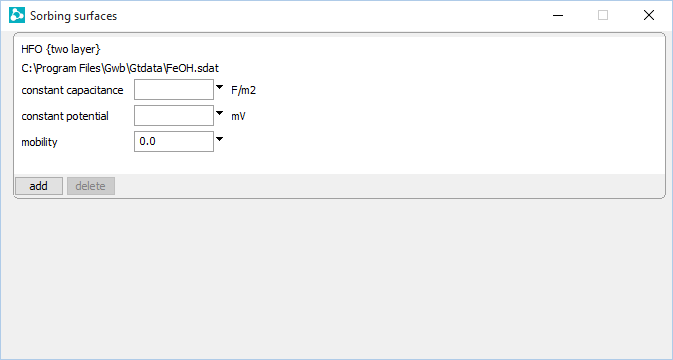 Sorbing surfaces
HFO {two layer}
C:\Program Files\Gwb\Gtdata\FeOH.sdat
constant capacitance F/m2
constant potential mV
mobility 0.0
add delete